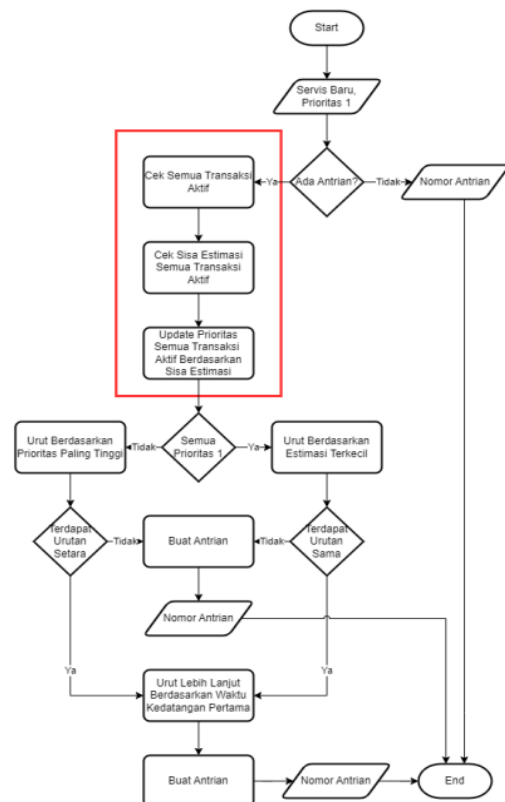 Start
Servis Baru,
Prioritas 1
Ada Antrian?
Ya
Tidak
Nomor Antrian
Cek Semua Transaksi
Aktif
Cek Sisa Estimasi
Semua Transaksi
Aktif
Update Prioritas
Semua Transaksi
Aktif Berdasarkan
Sisa Estimasi
Semua
Prioritas 1
Tidak
Ya
Urut Berdasarkan
Prioritas Paling Tinggi
Urut Berdasarkan
Estimasi Terkecil
Terdapat
Urutan
Setara
Tidak
Buat Antrian
Tidak
Terdapat
Urutan
Sama
Nomor Antrian
Ya
Ya
Urut Lebih Lanjut
Berdasarkan Waktu
Kedatangan Pertama
Buat Antrian
Nomor Antrian
End